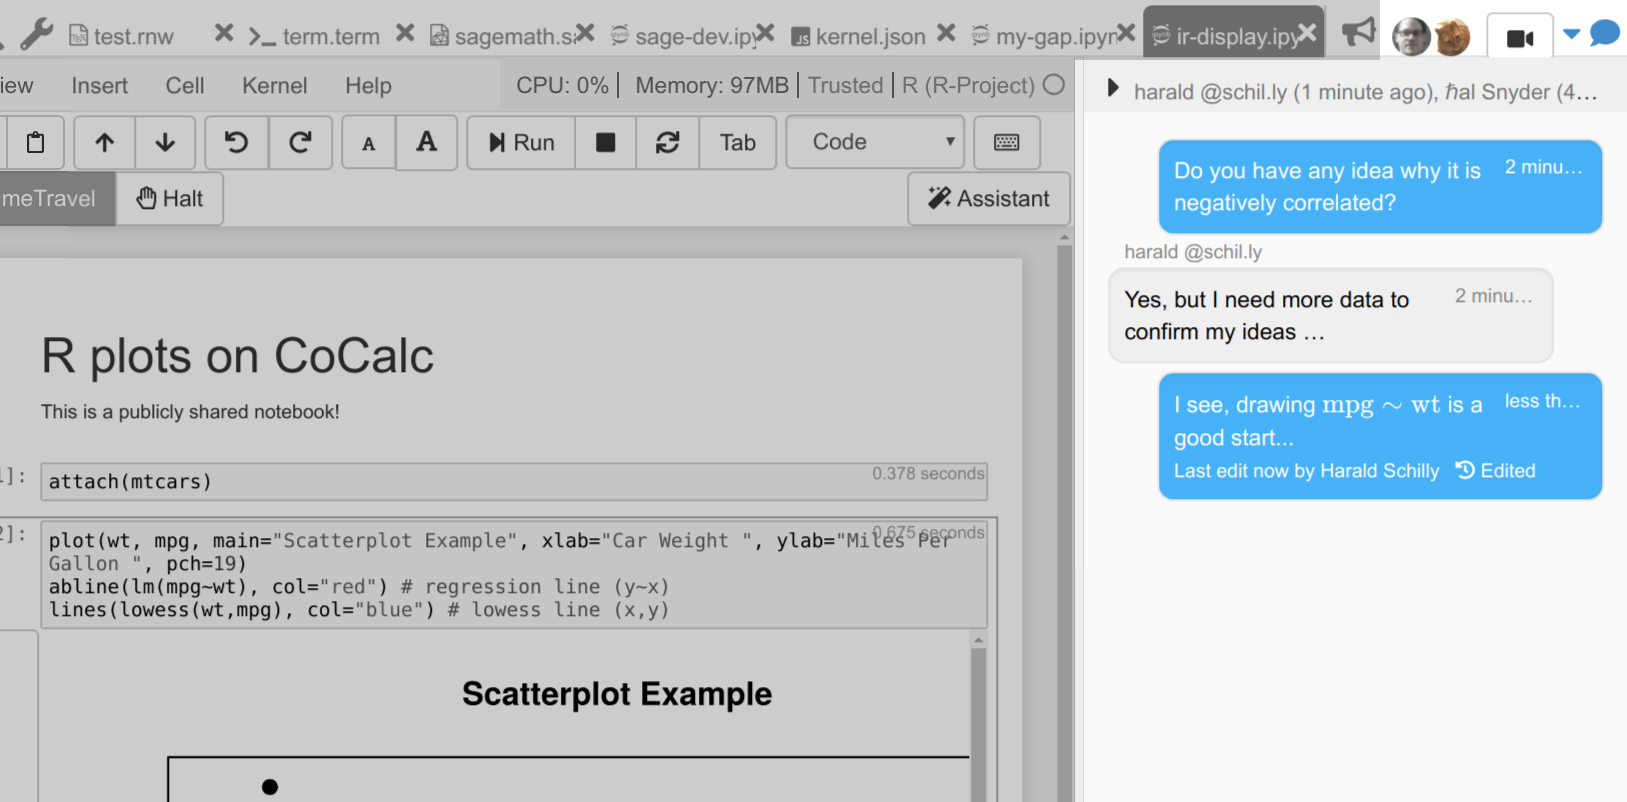 test.rnw
term.term
sagemath.s
sage-dev.ipy
kernel.json
my-gap.ipyn
ir-display.ipy
iew Insert Cell Kernel Help CPU: 0% | Memory: 97MB | Trusted | R (R-Project)
A A Run Tab Code
meTravel Halt Assistant
R plots on CoCalc
This is a publicly shared notebook!
1]: attach(mtcars) 0.378 seconds
2]: plot(wt, mpg, main="Scatterplot Example", xlab="Car Weight ", ylab="Miles Per 0.675 seconds
Gallon ", pch=19)
abline(lm(mpg~wt), col="red") # regression line (y~x)
lines(lowess(wt,mpg), col="blue") # lowess line (x,y)
Scatterplot Example
harald @schil.ly (1 minute ago), ℏal Snyder (4...
Do you have any idea why it is 2 minu...
negatively correlated?
harald @schil.ly
Yes, but I need more data to 2 minu...
confirm my ideas …
I see, drawing mpg ∼ wt is a less th...
good start...
Last edit now by Harald Schilly Edited